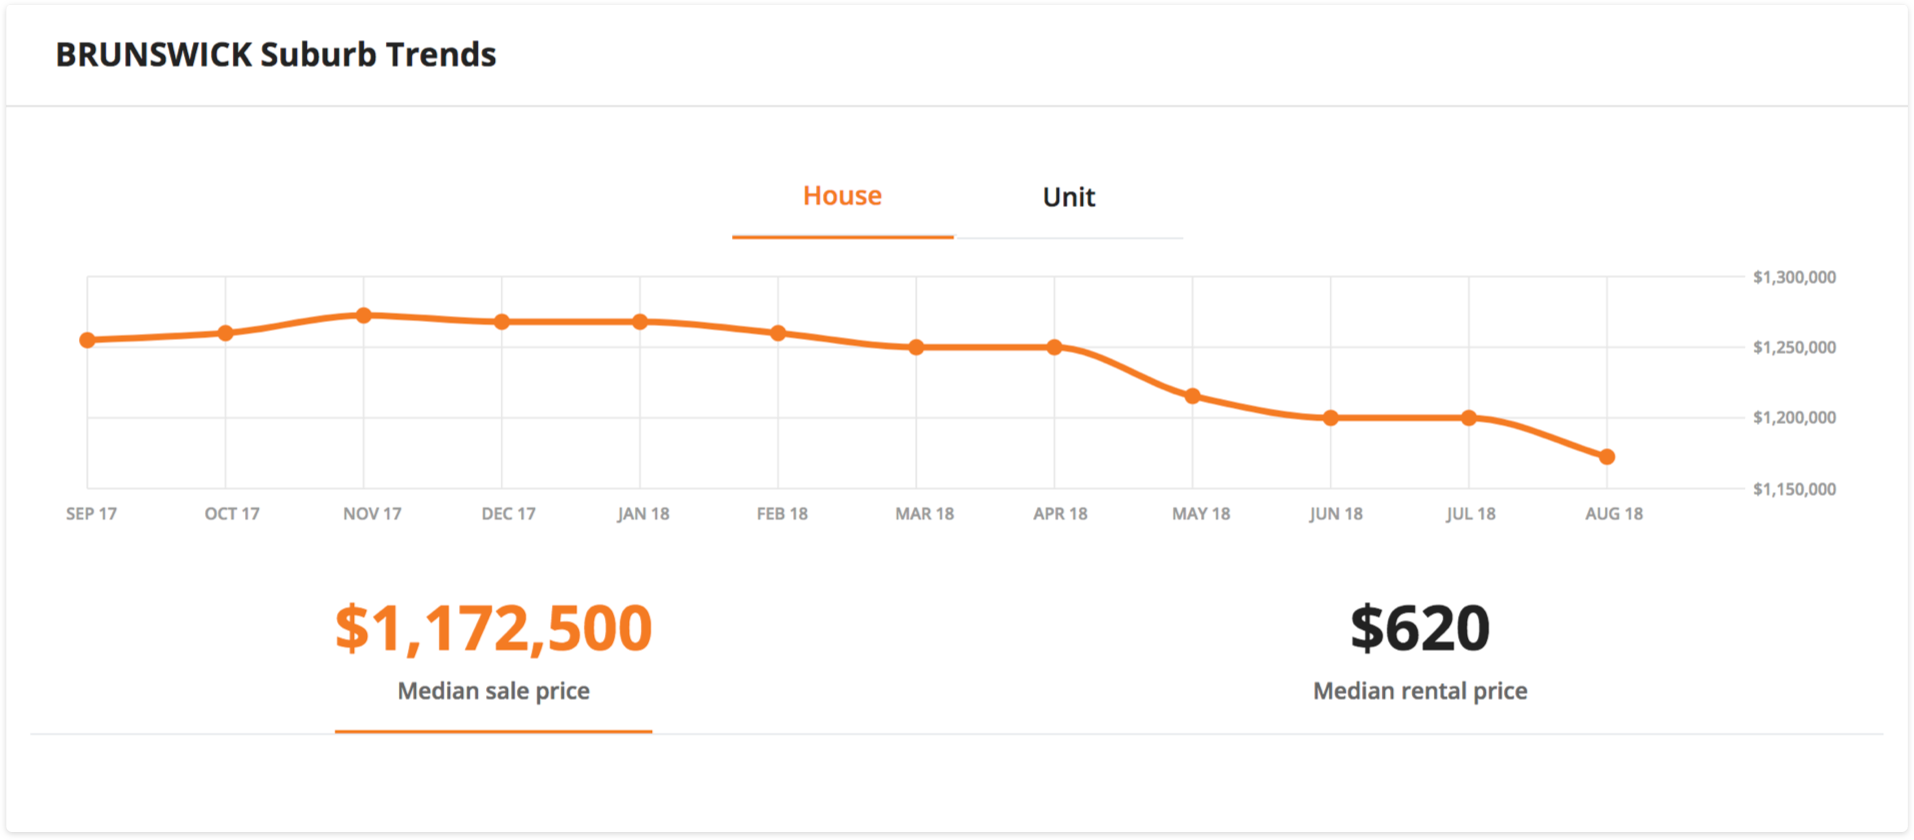 BRUNSWICK Suburb Trends
House Unit
$1,300,000
$1,250,000
$1,200,000
$1,150,000
SEP 17 OCT 17 NOV 17 DEC 17 JAN 18 FEB 18 MAR 18 APR 18 MAY 18 JUN 18 JUL 18 AUG 18
$1,172,500 $620
Median sale price Median rental price